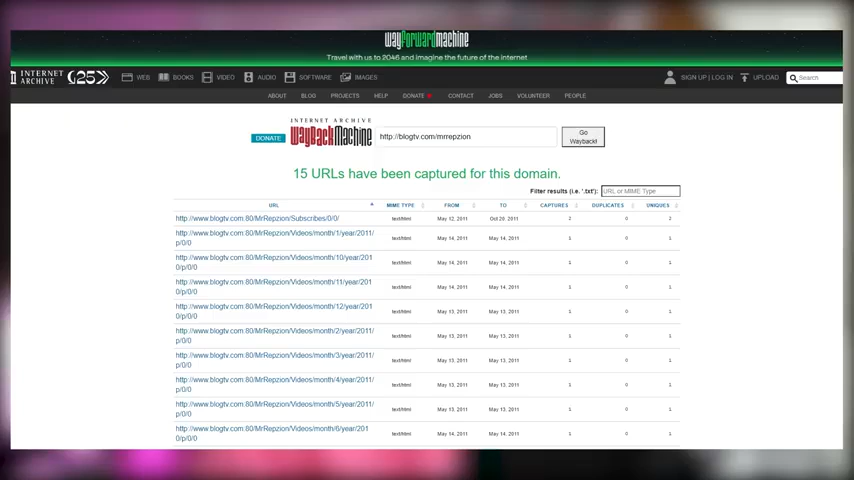 wayforwardmachine
Travel with us to 2046 and imagine the future of the internet
INTERNET ARCHIVE 25 WEB BOOKS VIDEO AUDIO SOFTWARE IMAGES SIGN UP | LOG IN UPLOAD Search
ABOUT BLOG PROJECTS HELP DONATE CONTACT JOBS VOLUNTEER PEOPLE
INTERNET ARCHIVE
DONATE WayBackMachine http://blogtv.com/mrrepzion Go Wayback!
15 URLs have been captured for this domain.
Filter results (i.e. '.txt'): URL or MIME Type
URL MIME TYPE FROM TO CAPTURES DUPLICATES UNIQUES
http://www.blogtv.com:80/MrRepzion/Subscribes/0/0/ text/html May 12, 2011 Oct 20, 2011 2 0 2
http://www.blogtv.com:80/MrRepzion/Videos/month/1/year/2011/
p/0/0 text/html May 14, 2011 May 14, 2011 1 0 1
http://www.blogtv.com:80/MrRepzion/Videos/month/10/year/201
0/p/0/0 text/html May 14, 2011 May 14, 2011 1 0 1
http://www.blogtv.com:80/MrRepzion/Videos/month/11/year/201
0/p/0/0 text/html May 14, 2011 May 14, 2011 1 0 1
http://www.blogtv.com:80/MrRepzion/Videos/month/12/year/201
0/p/0/0 text/html May 13, 2011 May 13, 2011 1 0 1
http://www.blogtv.com:80/MrRepzion/Videos/month/2/year/2011/
p/0/0 text/html May 13, 2011 May 13, 2011 1 0 1
http://www.blogtv.com:80/MrRepzion/Videos/month/3/year/2011/
p/0/0 text/html May 13, 2011 May 13, 2011 1 0 1
http://www.blogtv.com:80/MrRepzion/Videos/month/4/year/2011/
p/0/0 text/html May 13, 2011 May 13, 2011 1 0 1
http://www.blogtv.com:80/MrRepzion/Videos/month/5/year/2011/
p/0/0 text/html May 13, 2011 May 13, 2011 1 0 1
http://www.blogtv.com:80/MrRepzion/Videos/month/6/year/201
0/p/0/0 text/html May 14, 2011 May 14, 2011 1 0 1